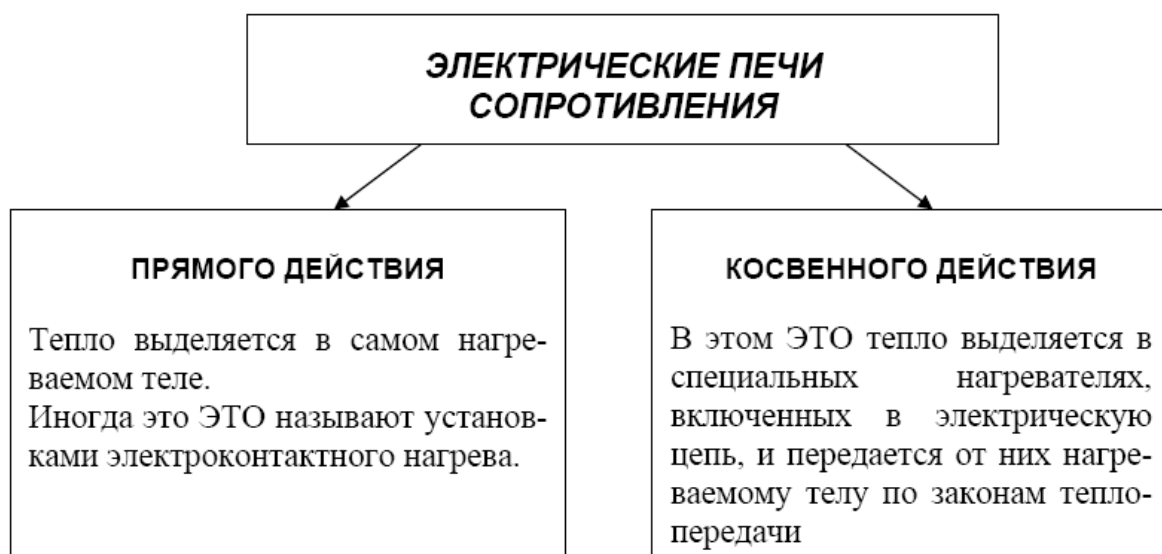 ЭЛЕКТРИЧЕСКИЕ ПЕЧИ
СОПРОТИВЛЕНИЯ
ПРЯМОГО ДЕЙСТВИЯ
Тепло выделяется в самом нагре-
ваемом теле.
Иногда это ЭТО называют установ-
ками электроконтактного нагрева.
КОСВЕННОГО ДЕЙСТВИЯ
В этом ЭТО тепло выделяется в
специальных нагревателях,
включенных в электрическую
цепь, и передается от них нагре-
ваемому телу по законам тепло-
передачи